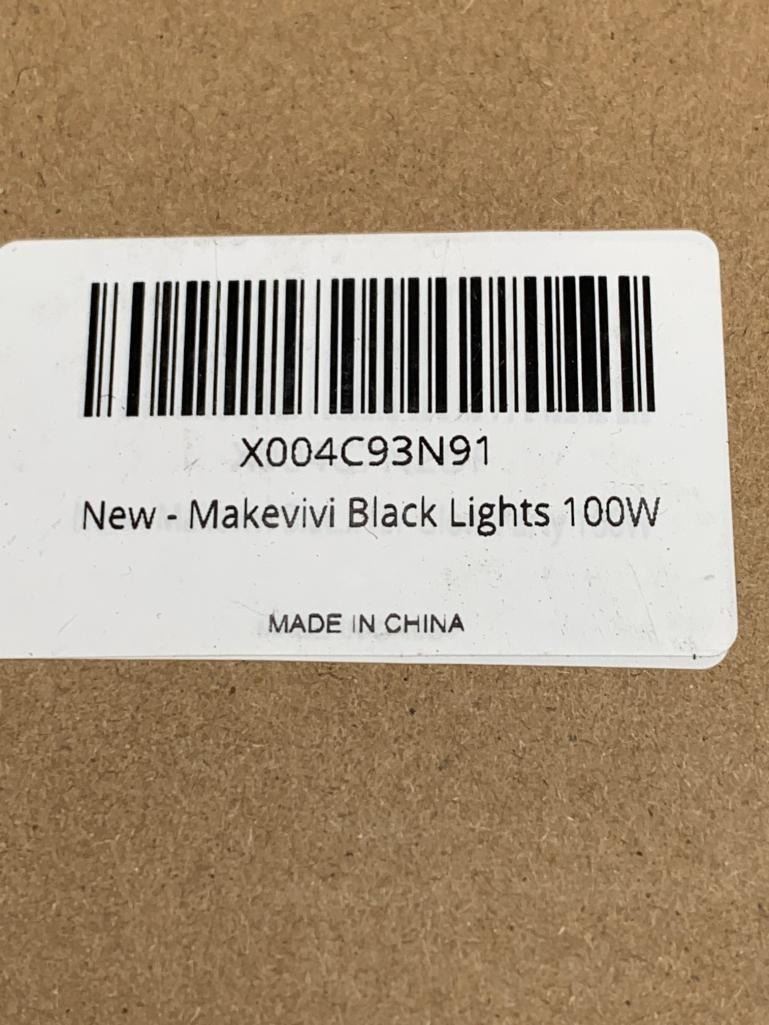 X004C93N91
New - Makevivi Black Lights 100W
MADE IN CHINA